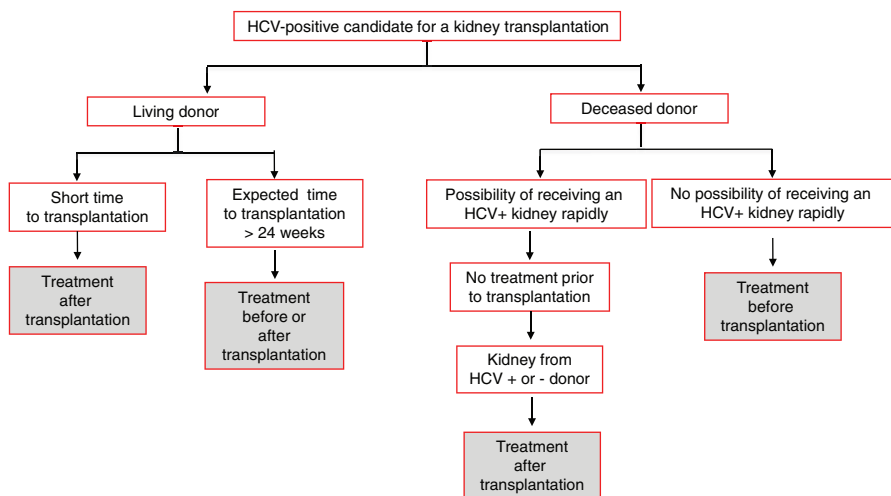 HCV-positive candidate for a kidney transplantation
Living donor
Deceased donor
Short time
to transplantation
Expected time
to transplantation
> 24 weeks
Possibility of receiving an
HCV+ kidney rapidly
No possibility of receiving an
HCV+ kidney rapidly
Treatment
after
transplantation
Treatment
before or
after
transplantation
No treatment prior
to transplantation
Treatment
before
transplantation
Kidney from
HCV + or - donor
Treatment
after
transplantation